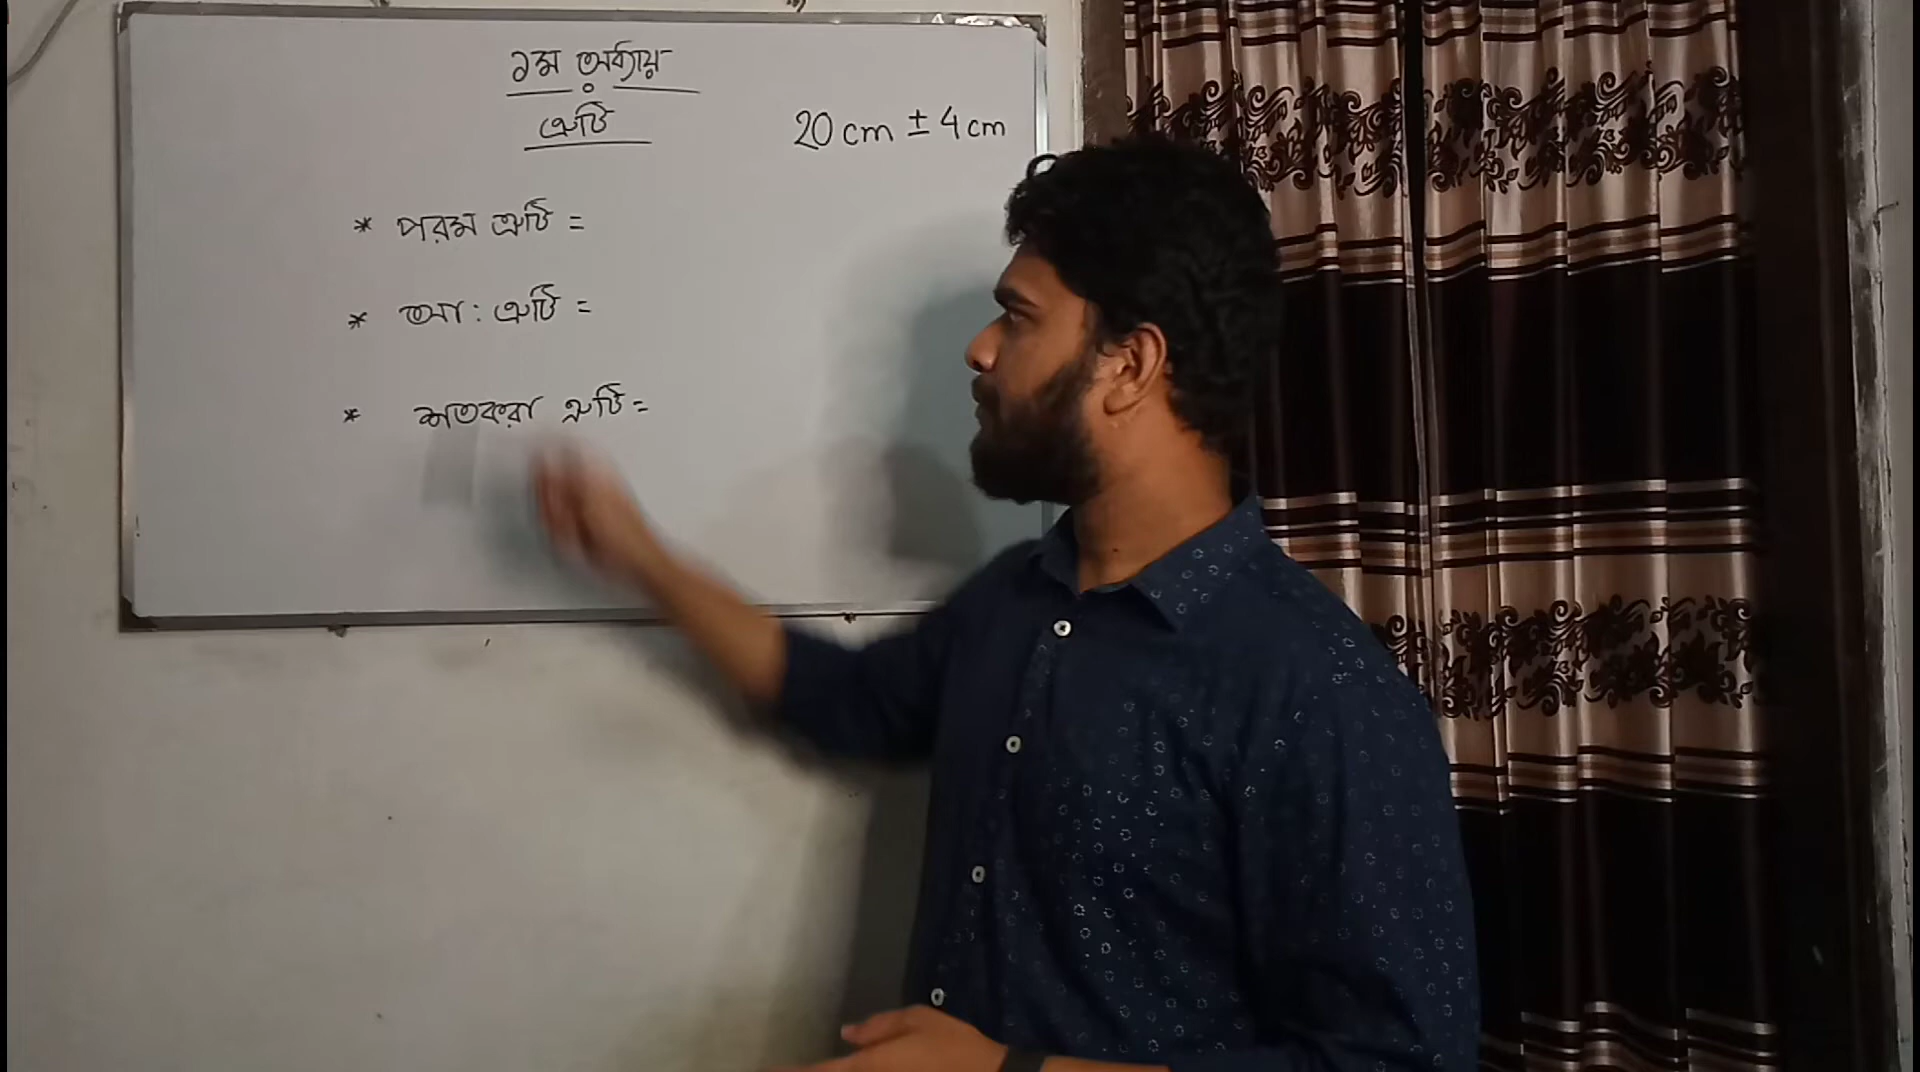 ১ম অধ্যায়
ত্রুটি
20 cm ± 4 cm
* পরম ত্রুটি =
* আ: ত্রুটি =
* শতকরা ত্রুটি =